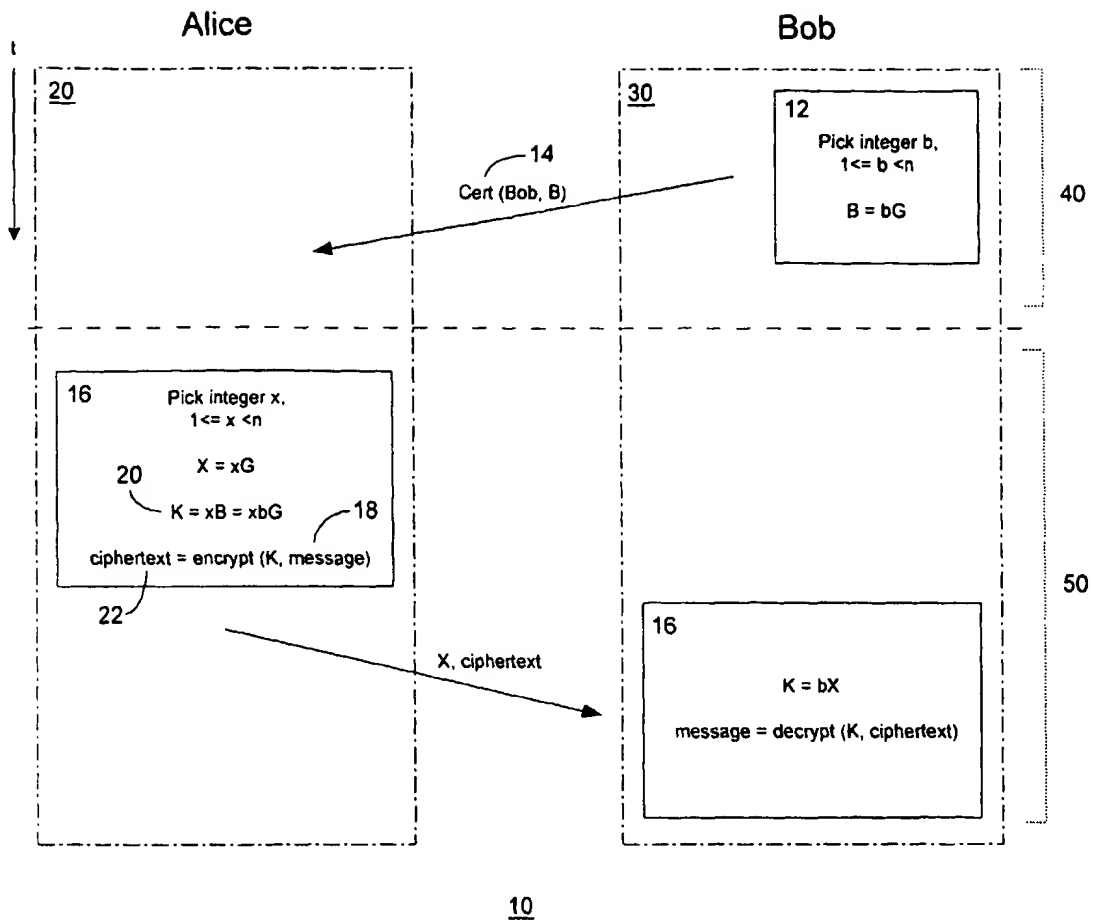 Alice
Bob
t
20
30
12
Pick integer b,
1<= b <n
B = bG
40
14
Cert (Bob, B)
16
Pick integer x,
1<= x <n
X = xG
20
K = xB = xbG
18
ciphertext = encrypt (K, message)
22
50
X, ciphertext
16
K = bX
message = decrypt (K, ciphertext)
10